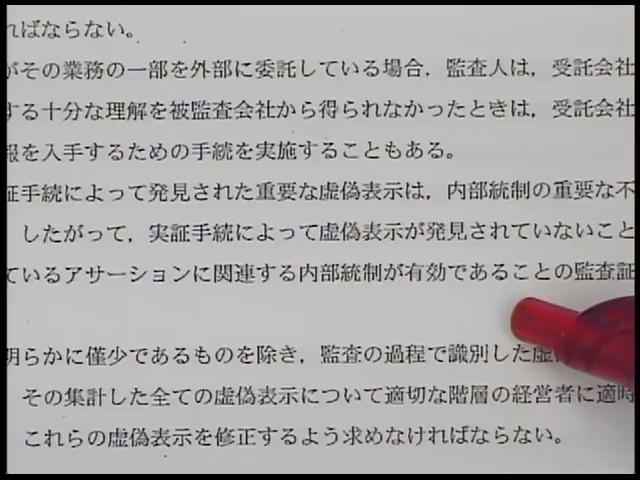 ればならない。
がその業務の一部を外部に委託している場合，監査人は，受託会社
する十分な理解を被監査会社から得られなかったときは，受託会社
報を入手するための手続を実施することもある。
証手続によって発見された重要な虚偽表示は，内部統制の重要な不
したがって，実証手続によって虚偽表示が発見されていないこと
ているアサーションに関連する内部統制が有効であることの監査証
明らかに僅少であるものを除き，監査の過程で識別した虚
その集計した全ての虚偽表示について適切な階層の経営者に適時
これらの虚偽表示を修正するよう求めなければならない。